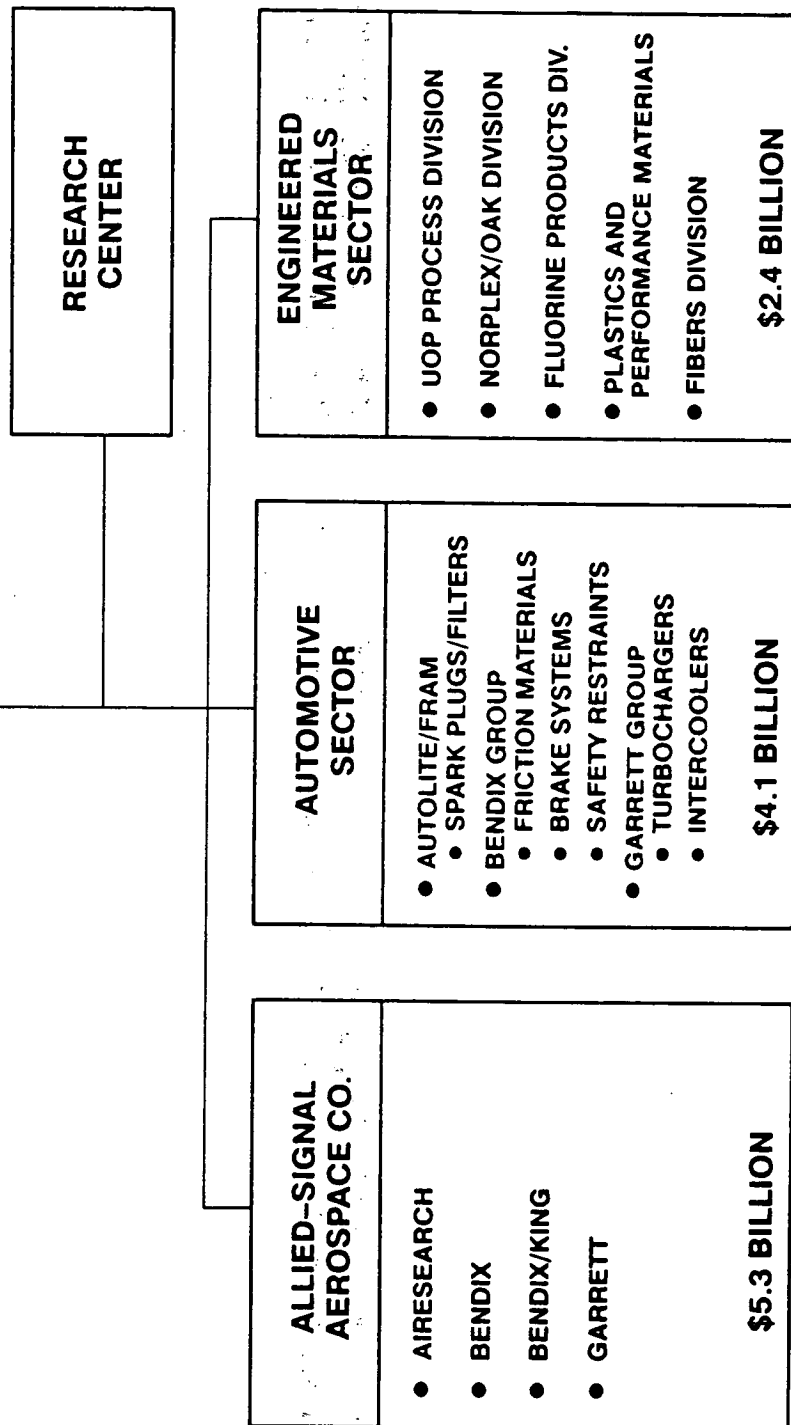 RESEARCH
CENTER
ALLIED-SIGNAL
AEROSPACE CO.
• AIRESEARCH
• BENDIX
• BENDIX/KING
• GARRETT
$5.3 BILLION
AUTOMOTIVE
SECTOR
• AUTOLITE/FRAM
• SPARK PLUGS/FILTERS
• BENDIX GROUP
• FRICTION MATERIALS
• BRAKE SYSTEMS
• SAFETY RESTRAINTS
• GARRETT GROUP
• TURBOCHARGERS
• INTERCOOLERS
$4.1 BILLION
ENGINEERED
MATERIALS
SECTOR
• UOP PROCESS DIVISION
• NORPLEX/OAK DIVISION
• FLUORINE PRODUCTS DIV.
• PLASTICS AND
PERFORMANCE MATERIALS
• FIBERS DIVISION
$2.4 BILLION